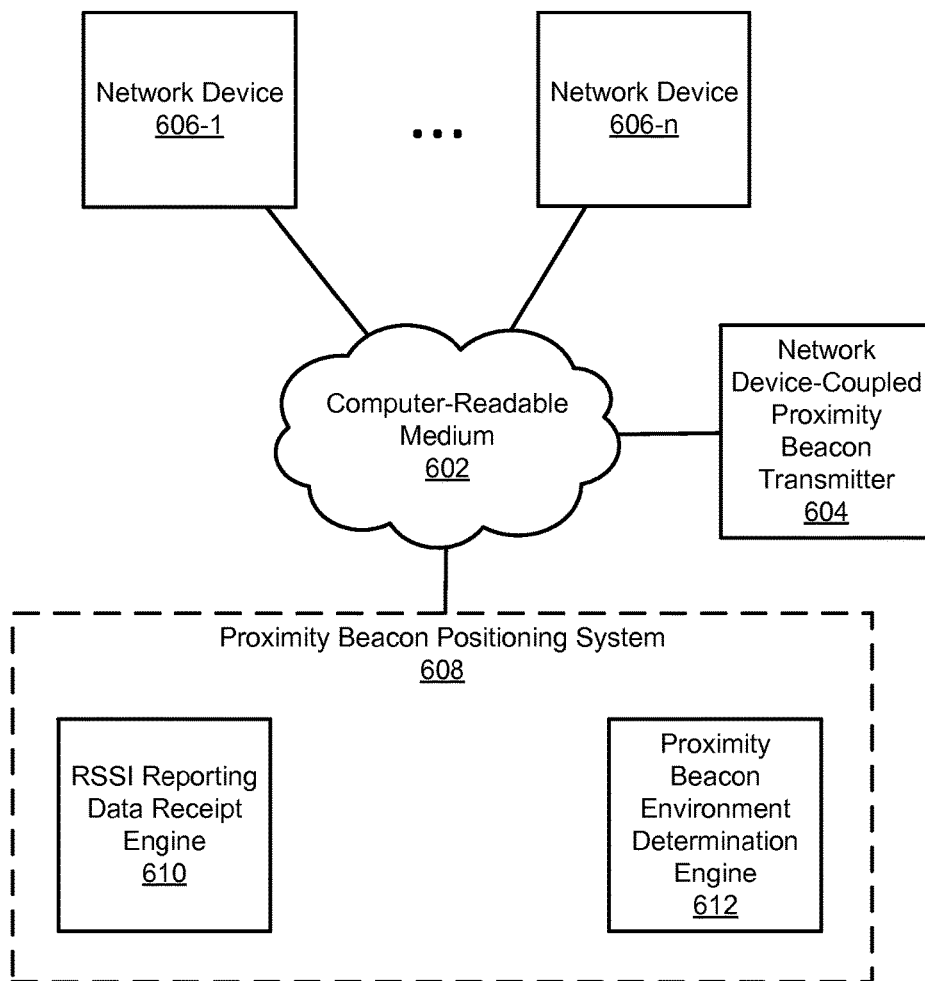 Network Device
606-1
...
Network Device
606-n
Computer-Readable
Medium
602
Network
Device-Coupled
Proximity
Beacon
Transmitter
604
Proximity Beacon Positioning System
608
RSSI Reporting
Data Receipt
Engine
610
Proximity
Beacon
Environment
Determination
Engine
612